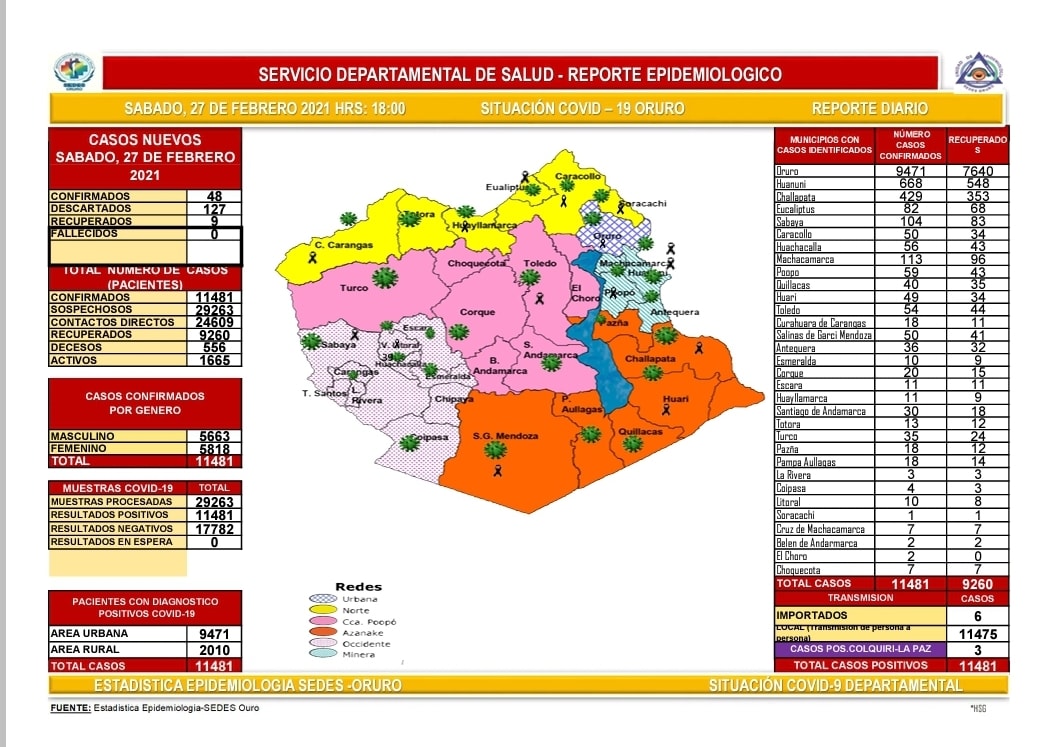 SERVICIO DEPARTAMENTAL DE SALUD - REPORTE EPIDEMIOLOGICO
SABADO, 27 DE FEBRERO 2021 HRS: 18:00 SITUACIÓN COVID – 19 ORURO REPORTE DIARIO
CASOS NUEVOS
SABADO, 27 DE FEBRERO
2021
CONFIRMADOS 48
DESCARTADOS 127
RECUPERADOS 9
FALLECIDOS 0
TOTAL NUMERO DE CASOS
(PACIENTES)
CONFIRMADOS 11481
SOSPECHOSOS 29263
CONTACTOS DIRECTOS 24609
RECUPERADOS 9260
DECESOS 556
ACTIVOS 1665
CASOS CONFIRMADOS
POR GENERO
MASCULINO 5663
FEMENINO 5818
TOTAL 11481
MUESTRAS COVID-19 TOTAL
MUESTRAS PROCESADAS 29263
RESULTADOS POSITIVOS 11481
RESULTADOS NEGATIVOS 17782
RESULTADOS EN ESPERA 0
PACIENTES CON DIAGNOSTICO
POSITIVOS COVID-19
AREA URBANA 9471
AREA RURAL 2010
TOTAL CASOS 11481
Caracollo
Eualiptus
Soracachi
Totora
Huayllamarca
Oruro
C. Carangas
Choquecota
Toledo
Machacamarca
Huanuni
Turco
El
Choro
Poopó
Corque
Antequera
Pazña
Escara
Sabaya
V. Litoral
39
Huachacalla
S.
Andamarca
Challapata
B.
Andamarca
Carangas
Esmeralda
T. Santos
L.
Rivera
Chipaya
P.
Aullagas
Huari
Coipasa
S.G. Mendoza
Quillacas
Redes
Urbana
Norte
Cca. Poopó
Azanake
Occidente
Minera
MUNICIPIOS CON
CASOS IDENTIFICADOS
NÚMERO
CASOS
CONFIRMADOS
RECUPERADO
S
Oruro 9471 7640
Huanuni 668 548
Challapata 429 353
Eucaliptus 82 68
Sabaya 104 83
Caracollo 50 34
Huachacalla 56 43
Machacamarca 113 96
Poopo 59 43
Quillacas 40 35
Huari 49 34
Toledo 54 44
Curahuara de Carangas 18 11
Salinas de Garci Mendoza 50 41
Antequera 36 32
Esmeralda 10 9
Corque 20 15
Escara 11 11
Huayllamarca 11 9
Santiago de Andamarca 30 18
Totora 13 12
Turco 35 24
Pazña 18 12
Pampa Aullagas 18 14
La Rivera 3 3
Coipasa 4 3
Litoral 10 8
Soracachi 1 1
Cruz de Machacamarca 7 7
Belen de Andarmarca 2 2
El Choro 2 0
Choquecota 7 7
TOTAL CASOS 11481 9260
TRANSMISION CASOS
IMPORTADOS 6
LOCAL (Transmisión de persona a
persona) 11475
CASOS POS.COLQUIRI-LA PAZ 3
TOTAL CASOS POSITIVOS 11481
ESTADISTICA EPIDEMIOLOGIA SEDES -ORURO SITUACIÓN COVID-9 DEPARTAMENTAL
FUENTE: Estadistica Epidemiologia-SEDES Ouro *HSG